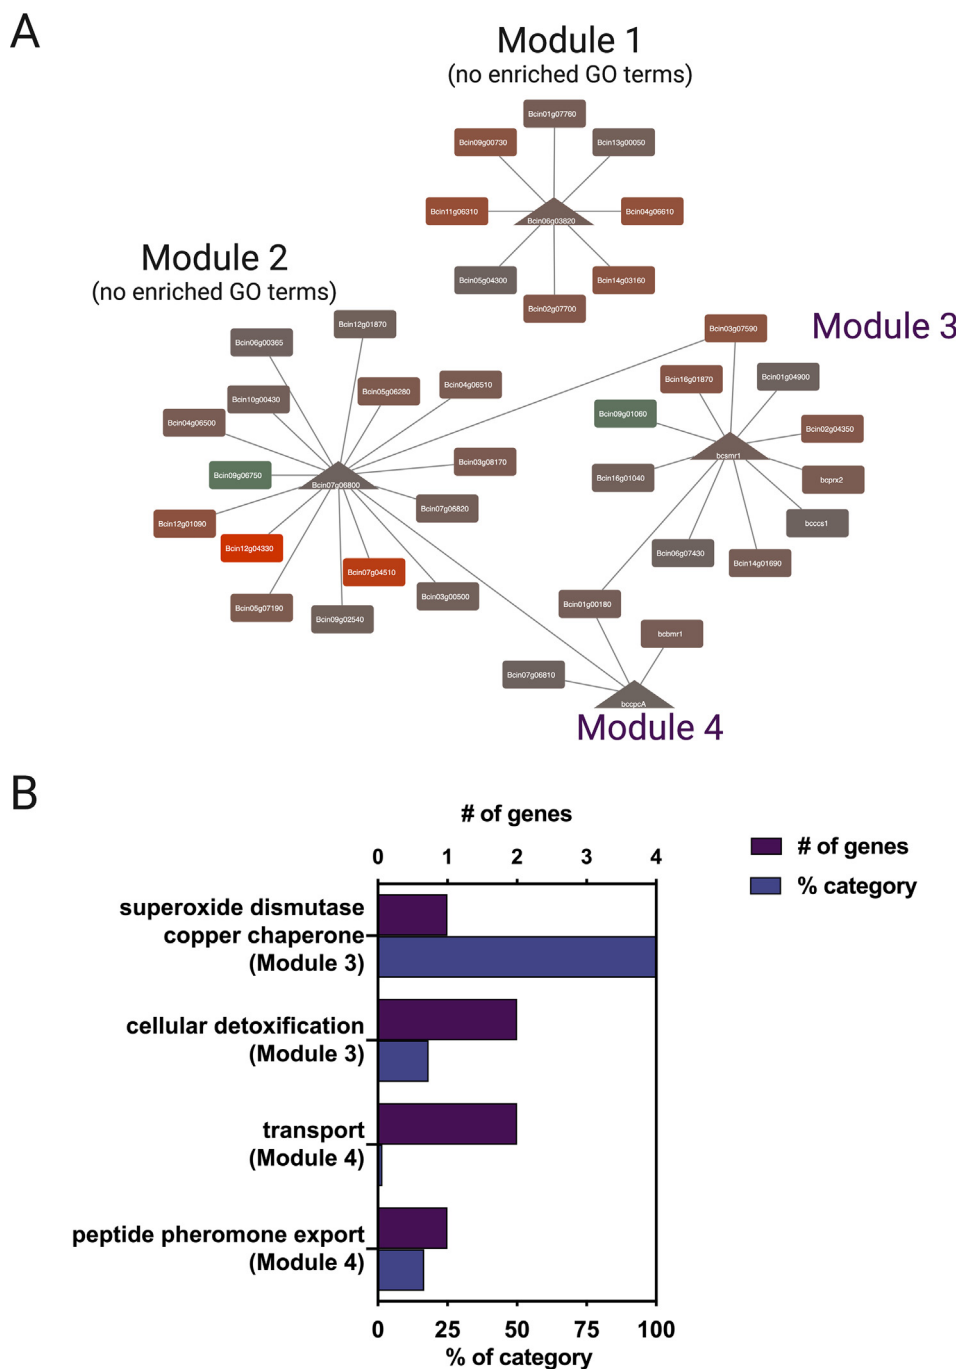 A
Module 1
(no enriched GO terms)
Bcin01g07760
Bcin09g00730
Bcin13g00050
Bcin11g06310
Bcin06g03820
Bcin04g06610
Bcin05g04300
Bcin14g03160
Bcin02g07700
Module 2
(no enriched GO terms)
Bcin12g01870
Bcin06g00365
Bcin05g06280
Bcin04g06510
Bcin10g00430
Bcin04g06500
Bcin03g08170
Bcin09g06750
Bcin07g06800
Bcin07g06820
Bcin12g01090
Bcin12g04330
Bcin07g04510
Bcin03g00500
Bcin05g07190
Bcin09g02540
Module 3
Bcin03g07590
Bcin16g01870
Bcin01g04900
Bcin09g01060
Bcin02g04350
bcsmr1
Bcin16g01040
bcprx2
bcccs1
Bcin06g07430
Bcin14g01690
Bcin01g00180
bcbmr1
Bcin07g06810
bccpcA
Module 4
B
# of genes
0 1 2 3 4
# of genes
% category
superoxide dismutase
copper chaperone
(Module 3)
cellular detoxification
(Module 3)
transport
(Module 4)
peptide pheromone export
(Module 4)
0 25 50 75 100
% of category